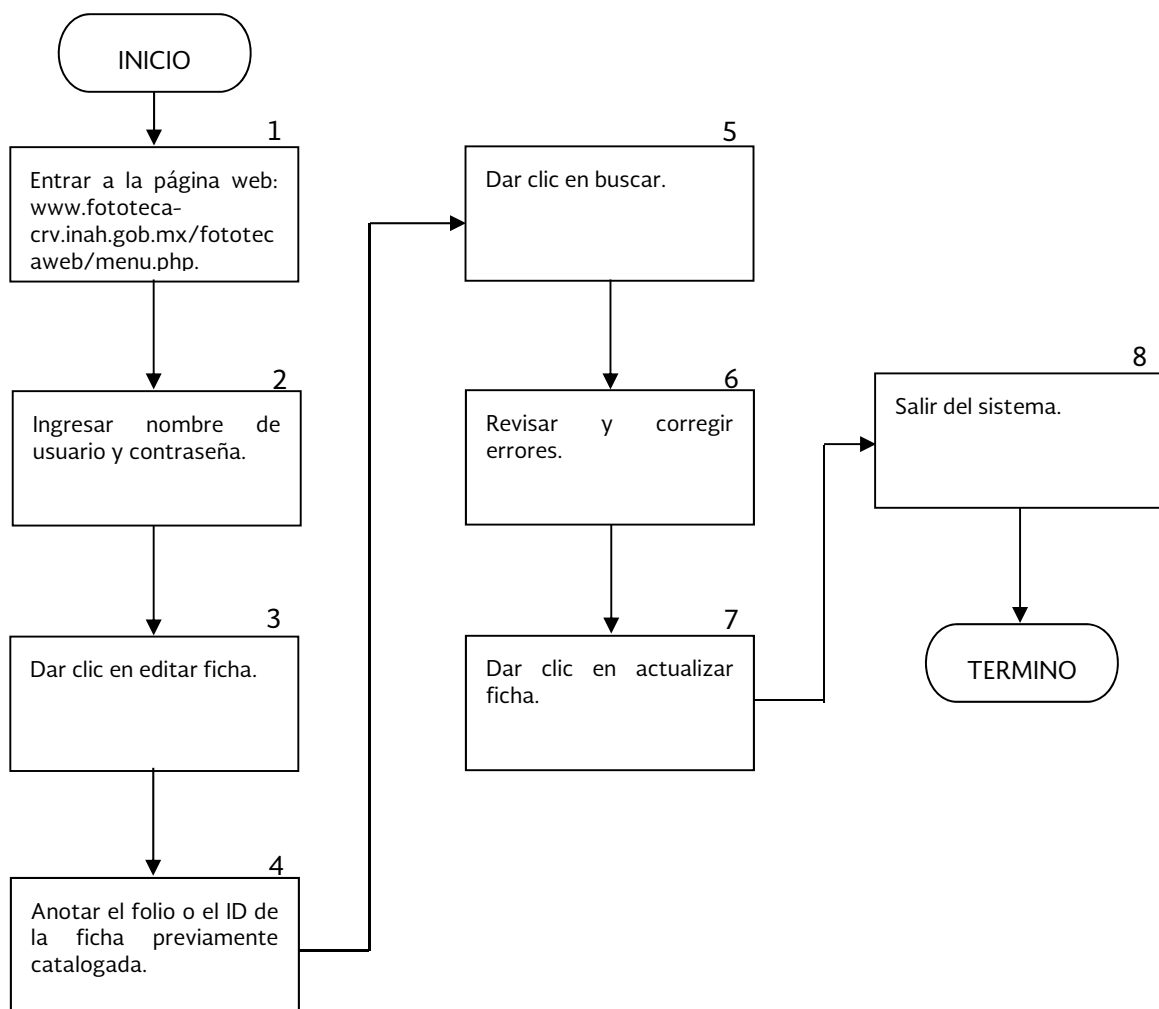 INICIO
1
Entrar a la página web:
www.fototeca-
crv.inah.gob.mx/fototec
aweb/menu.php.
2
Ingresar nombre de
usuario y contraseña.
3
Dar clic en editar ficha.
4
Anotar el folio o el ID de
la ficha previamente
catalogada.
5
Dar clic en buscar.
6
Revisar y corregir
errores.
7
Dar clic en actualizar
ficha.
8
Salir del sistema.
TERMINO